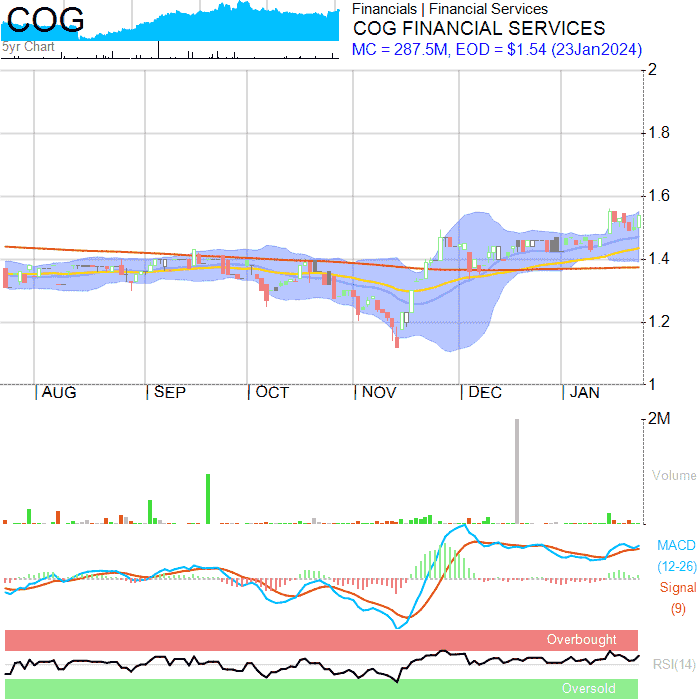 COG
5yr Chart
Financials | Financial Services
COG FINANCIAL SERVICES
MC = 287.5M, EOD = $1.54 (23Jan2024)
2
1.8
1.6
1.4
1.2
1
| AUG | SEP | OCT | NOV | DEC | JAN
2M
Volume
MACD
(12-26)
Signal
(9)
Overbought
RSI(14)
Oversold